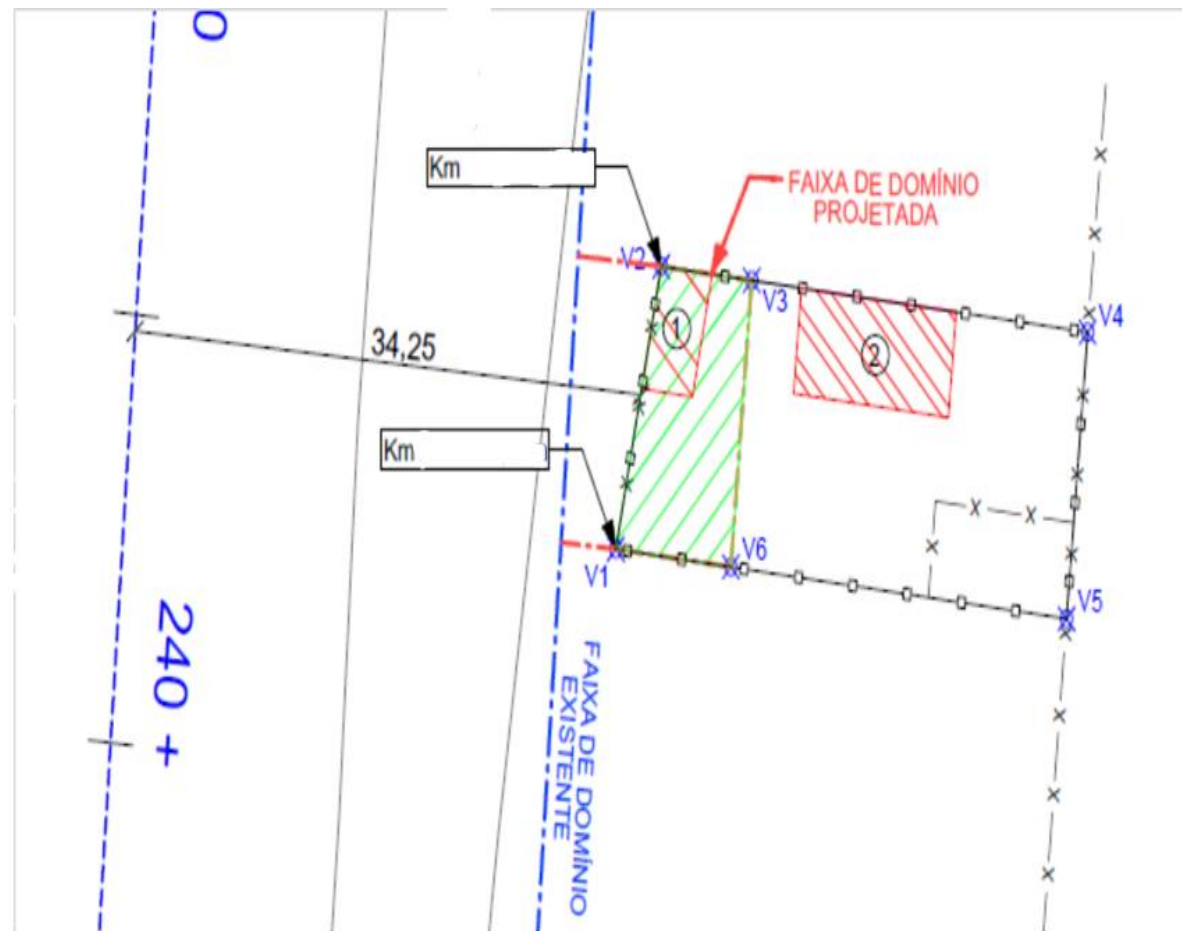 0
Km
FAIXA DE DOMÍNIO
PROJETADA
V2
V3
V4
1
2
34,25
Km
V1
V6
V5
FAIXA DE DOMÍNIO
EXISTENTE
240 +